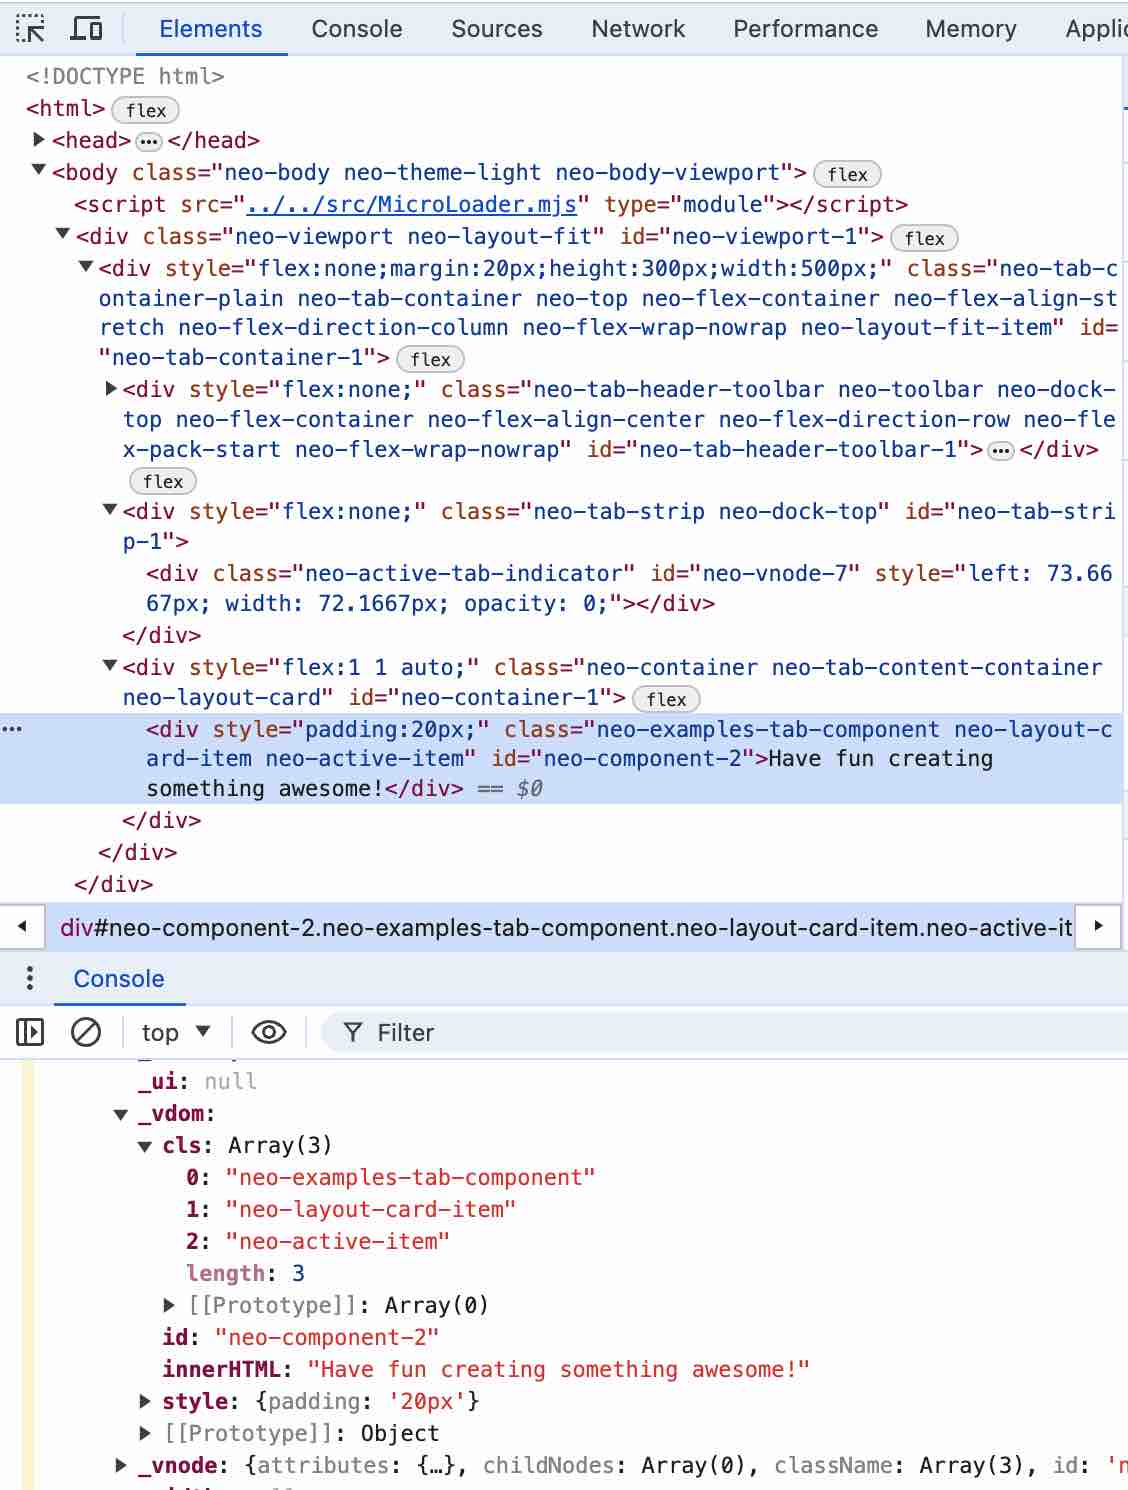 Elements Console Sources Network Performance Memory Applic
<!DOCTYPE html>
<html> flex
<head> ••• </head>
<body class="neo-body neo-theme-light neo-body-viewport"> flex
<script src="../../src/MicroLoader.mjs" type="module"></script>
<div class="neo-viewport neo-layout-fit" id="neo-viewport-1"> flex
<div style="flex:none;margin:20px;height:300px;width:500px;" class="neo-tab-c
ontainer-plain neo-tab-container neo-top neo-flex-container neo-flex-align-st
retch neo-flex-direction-column neo-flex-wrap-nowrap neo-layout-fit-item" id=
"neo-tab-container-1"> flex
<div style="flex:none;" class="neo-tab-header-toolbar neo-toolbar neo-dock-
top neo-flex-container neo-flex-align-center neo-flex-direction-row neo-fle
x-pack-start neo-flex-wrap-nowrap" id="neo-tab-header-toolbar-1"> ••• </div>
flex
<div style="flex:none;" class="neo-tab-strip neo-dock-top" id="neo-tab-stri
p-1">
<div class="neo-active-tab-indicator" id="neo-vnode-7" style="left: 73.66
67px; width: 72.1667px; opacity: 0;"></div>
</div>
<div style="flex:1 1 auto;" class="neo-container neo-tab-content-container
neo-layout-card" id="neo-container-1"> flex
••• <div style="padding:20px;" class="neo-examples-tab-component neo-layout-c
ard-item neo-active-item" id="neo-component-2">Have fun creating
something awesome!</div> == $0
</div>
</div>
</div>
div#neo-component-2.neo-examples-tab-component.neo-layout-card-item.neo-active-it
Console
top Filter
_ui: null
_vdom:
cls: Array(3)
0: "neo-examples-tab-component"
1: "neo-layout-card-item"
2: "neo-active-item"
length: 3
[[Prototype]]: Array(0)
id: "neo-component-2"
innerHTML: "Have fun creating something awesome!"
style: {padding: '20px'}
[[Prototype]]: Object
_vnode: {attributes: {…}, childNodes: Array(0), className: Array(3), id: 'n